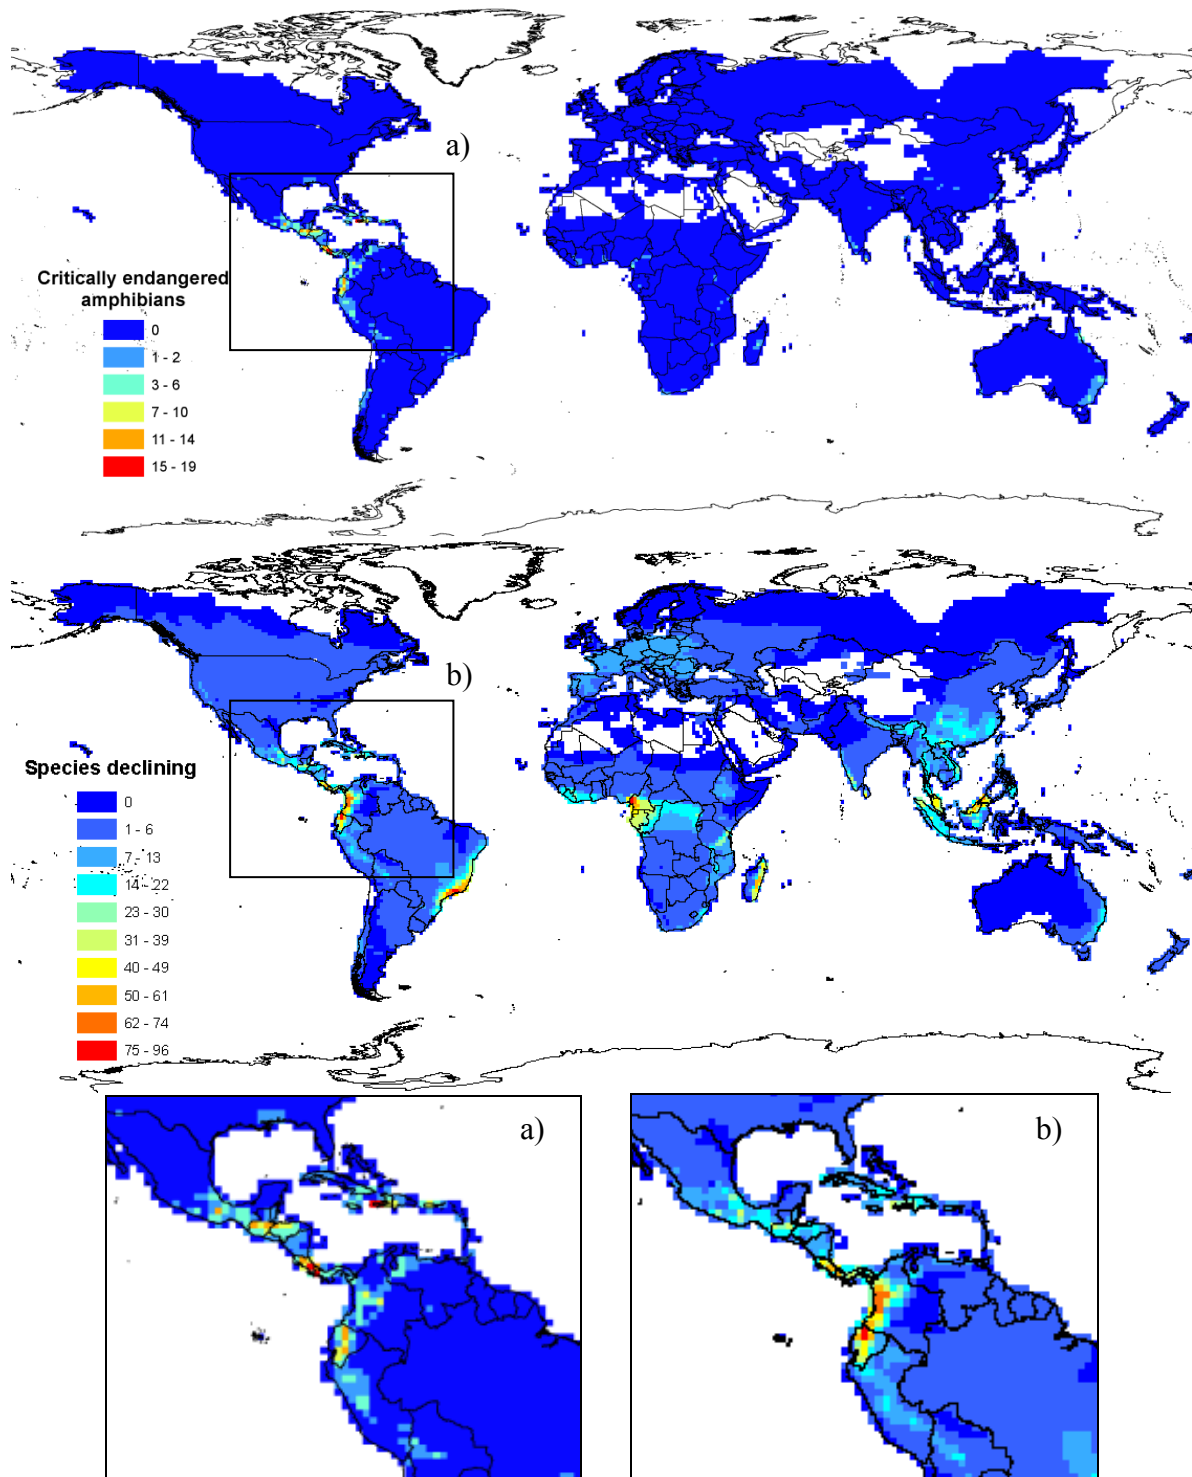 a)
Critically endangered
amphibians
0
1 - 2
3 - 6
7 - 10
11 - 14
15 - 19
b)
Species declining
0
1 - 6
7 - 13
14 - 22
23 - 30
31 - 39
40 - 49
50 - 61
62 - 74
75 - 96
a)
b)